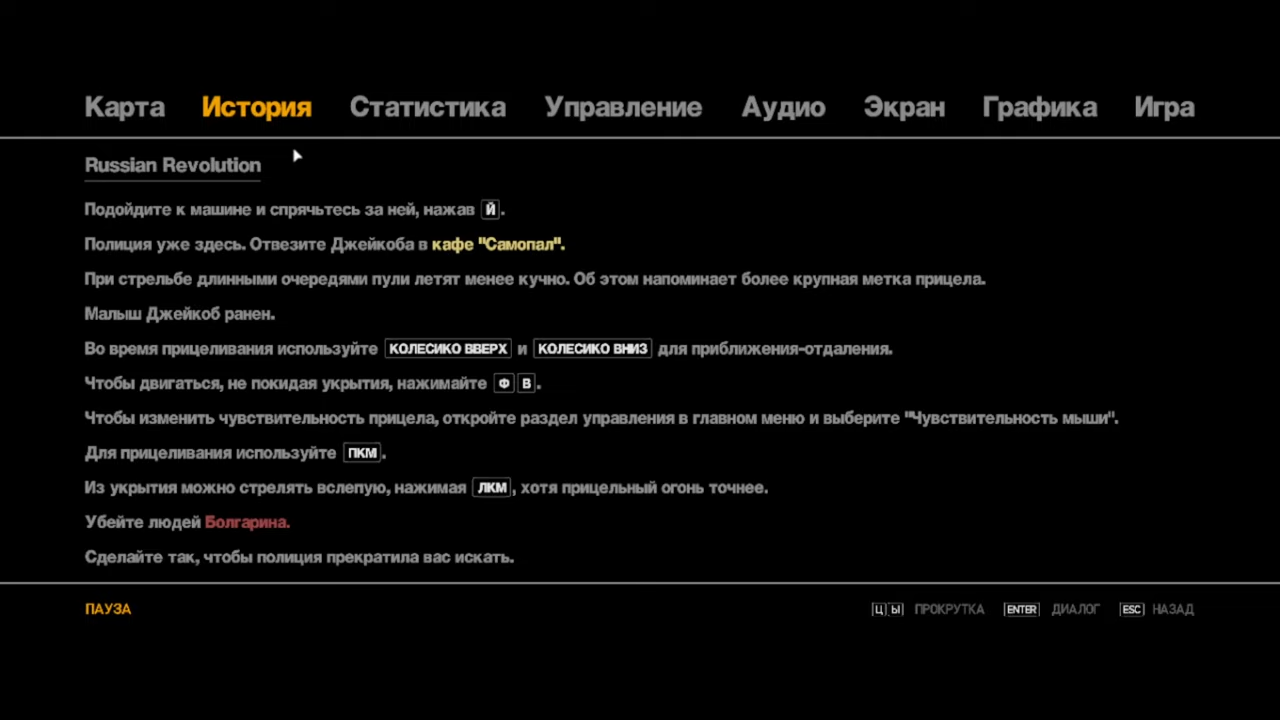 Карта История Статистика Управление Аудио Экран Графика Игра
Russian Revolution
Подойдите к машине и спрячьтесь за ней, нажав Й.
Полиция уже здесь. Отвезите Джейкоба в кафе "Самопал".
При стрельбе длинными очередями пули летят менее кучно. Об этом напоминает более крупная метка прицела.
Малыш Джейкоб ранен.
Во время прицеливания используйте КОЛЕСИКО ВВЕРХ и КОЛЕСИКО ВНИЗ для приближения-отдаления.
Чтобы двигаться, не покидая укрытия, нажимайте Ф В.
Чтобы изменить чувствительность прицела, откройте раздел управления в главном меню и выберите "Чувствительность мыши".
Для прицеливания используйте ПКМ.
Из укрытия можно стрелять вслепую, нажимая ЛКМ, хотя прицельный огонь точнее.
Убейте людей Болгарина.
Сделайте так, чтобы полиция прекратила вас искать.
ПАУЗА Ц Ы ПРОКРУТКА ENTER ДИАЛОГ ESC НАЗАД